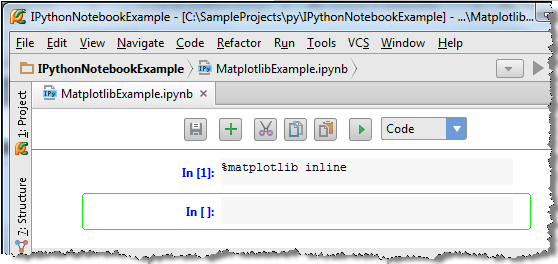 IPythonNotebookExample - [C:\SampleProjects\py\IPythonNotebookExample] - ...\Matplotlib...
File Edit View Navigate Code Refactor Run Tools VCS Window Help
IPythonNotebookExample MatplotlibExample.ipynb
MatplotlibExample.ipynb
1: Project
Code
In [1]: %matplotlib inline
In [ ]:
7: Structure